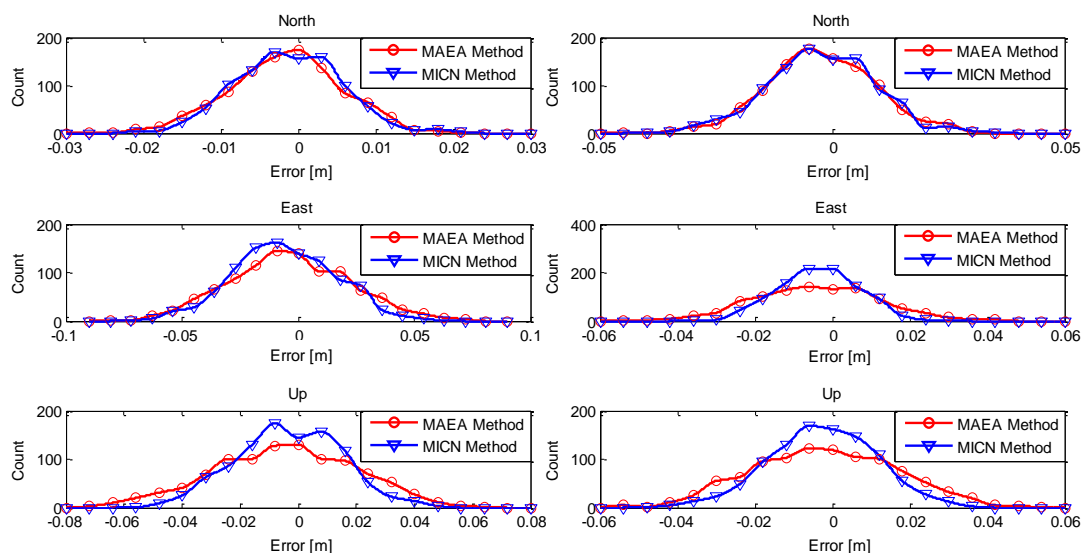 North
200
100
0
Count
MAEA Method
MICN Method
-0.03
-0.02
-0.01
0
0.01
0.02
0.03
Error [m]
North
200
100
0
Count
MAEA Method
MICN Method
-0.05
0
0.05
Error [m]
East
200
100
0
Count
MAEA Method
MICN Method
-0.1
-0.05
0
0.05
0.1
Error [m]
East
400
200
0
Count
MAEA Method
MICN Method
-0.06
-0.04
-0.02
0
0.02
0.04
0.06
Error [m]
Up
200
100
0
Count
MAEA Method
MICN Method
-0.08
-0.06
-0.04
-0.02
0
0.02
0.04
0.06
0.08
Error [m]
Up
200
100
0
Count
MAEA Method
MICN Method
-0.06
-0.04
-0.02
0
0.02
0.04
0.06
Error [m]